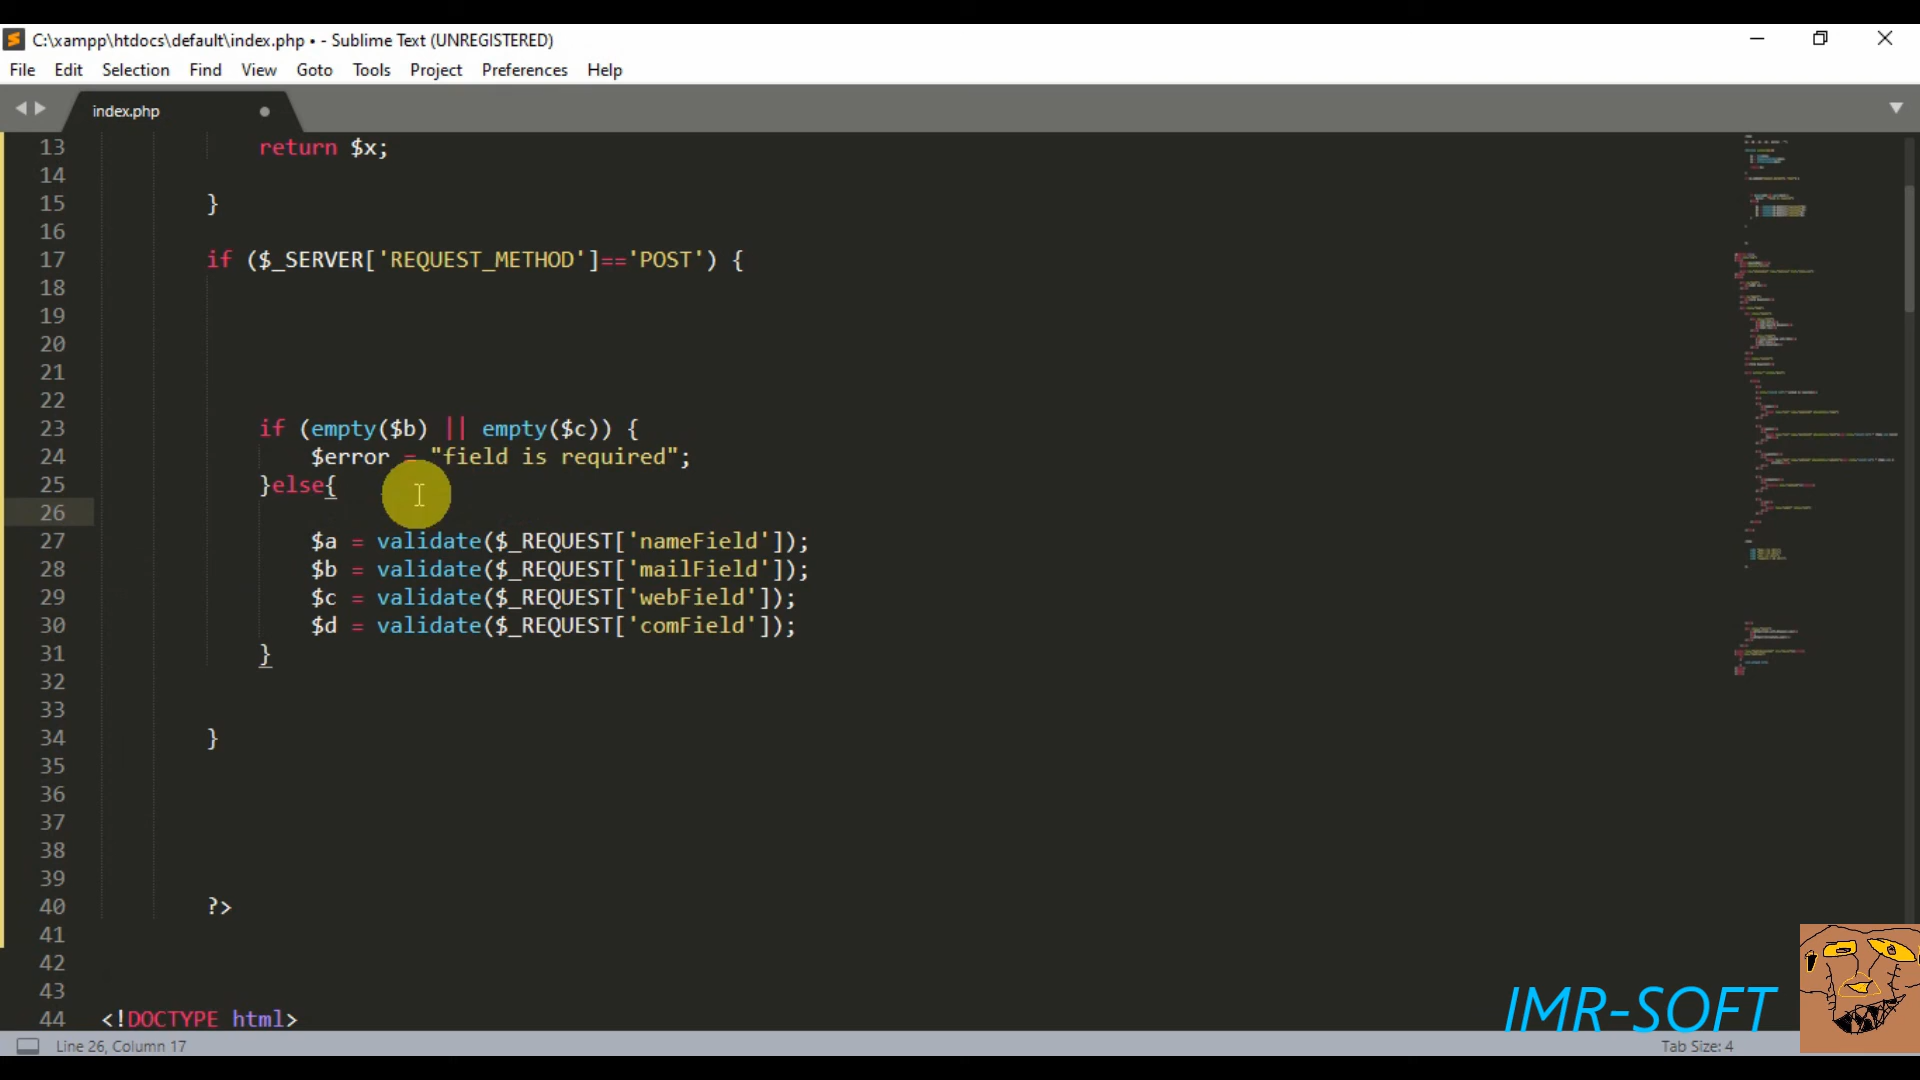 C:\xampp\htdocs\default\index.php • - Sublime Text (UNREGISTERED)
File Edit Selection Find View Goto Tools Project Preferences Help
index.php
13 return $x;
14
15 }
16
17 if ($_SERVER['REQUEST_METHOD']=='POST') {
18
19
20
21
22
23 if (empty($b) || empty($c)) {
24 $error = "field is required";
25 }else{
26
27 $a = validate($_REQUEST['nameField']);
28 $b = validate($_REQUEST['mailField']);
29 $c = validate($_REQUEST['webField']);
30 $d = validate($_REQUEST['comField']);
31 }
32
33
34 }
35
36
37
38
39
40 ?>
41
42
43
44 <!DOCTYPE html>
IMR-SOFT
Line 26, Column 17 Tab Size: 4